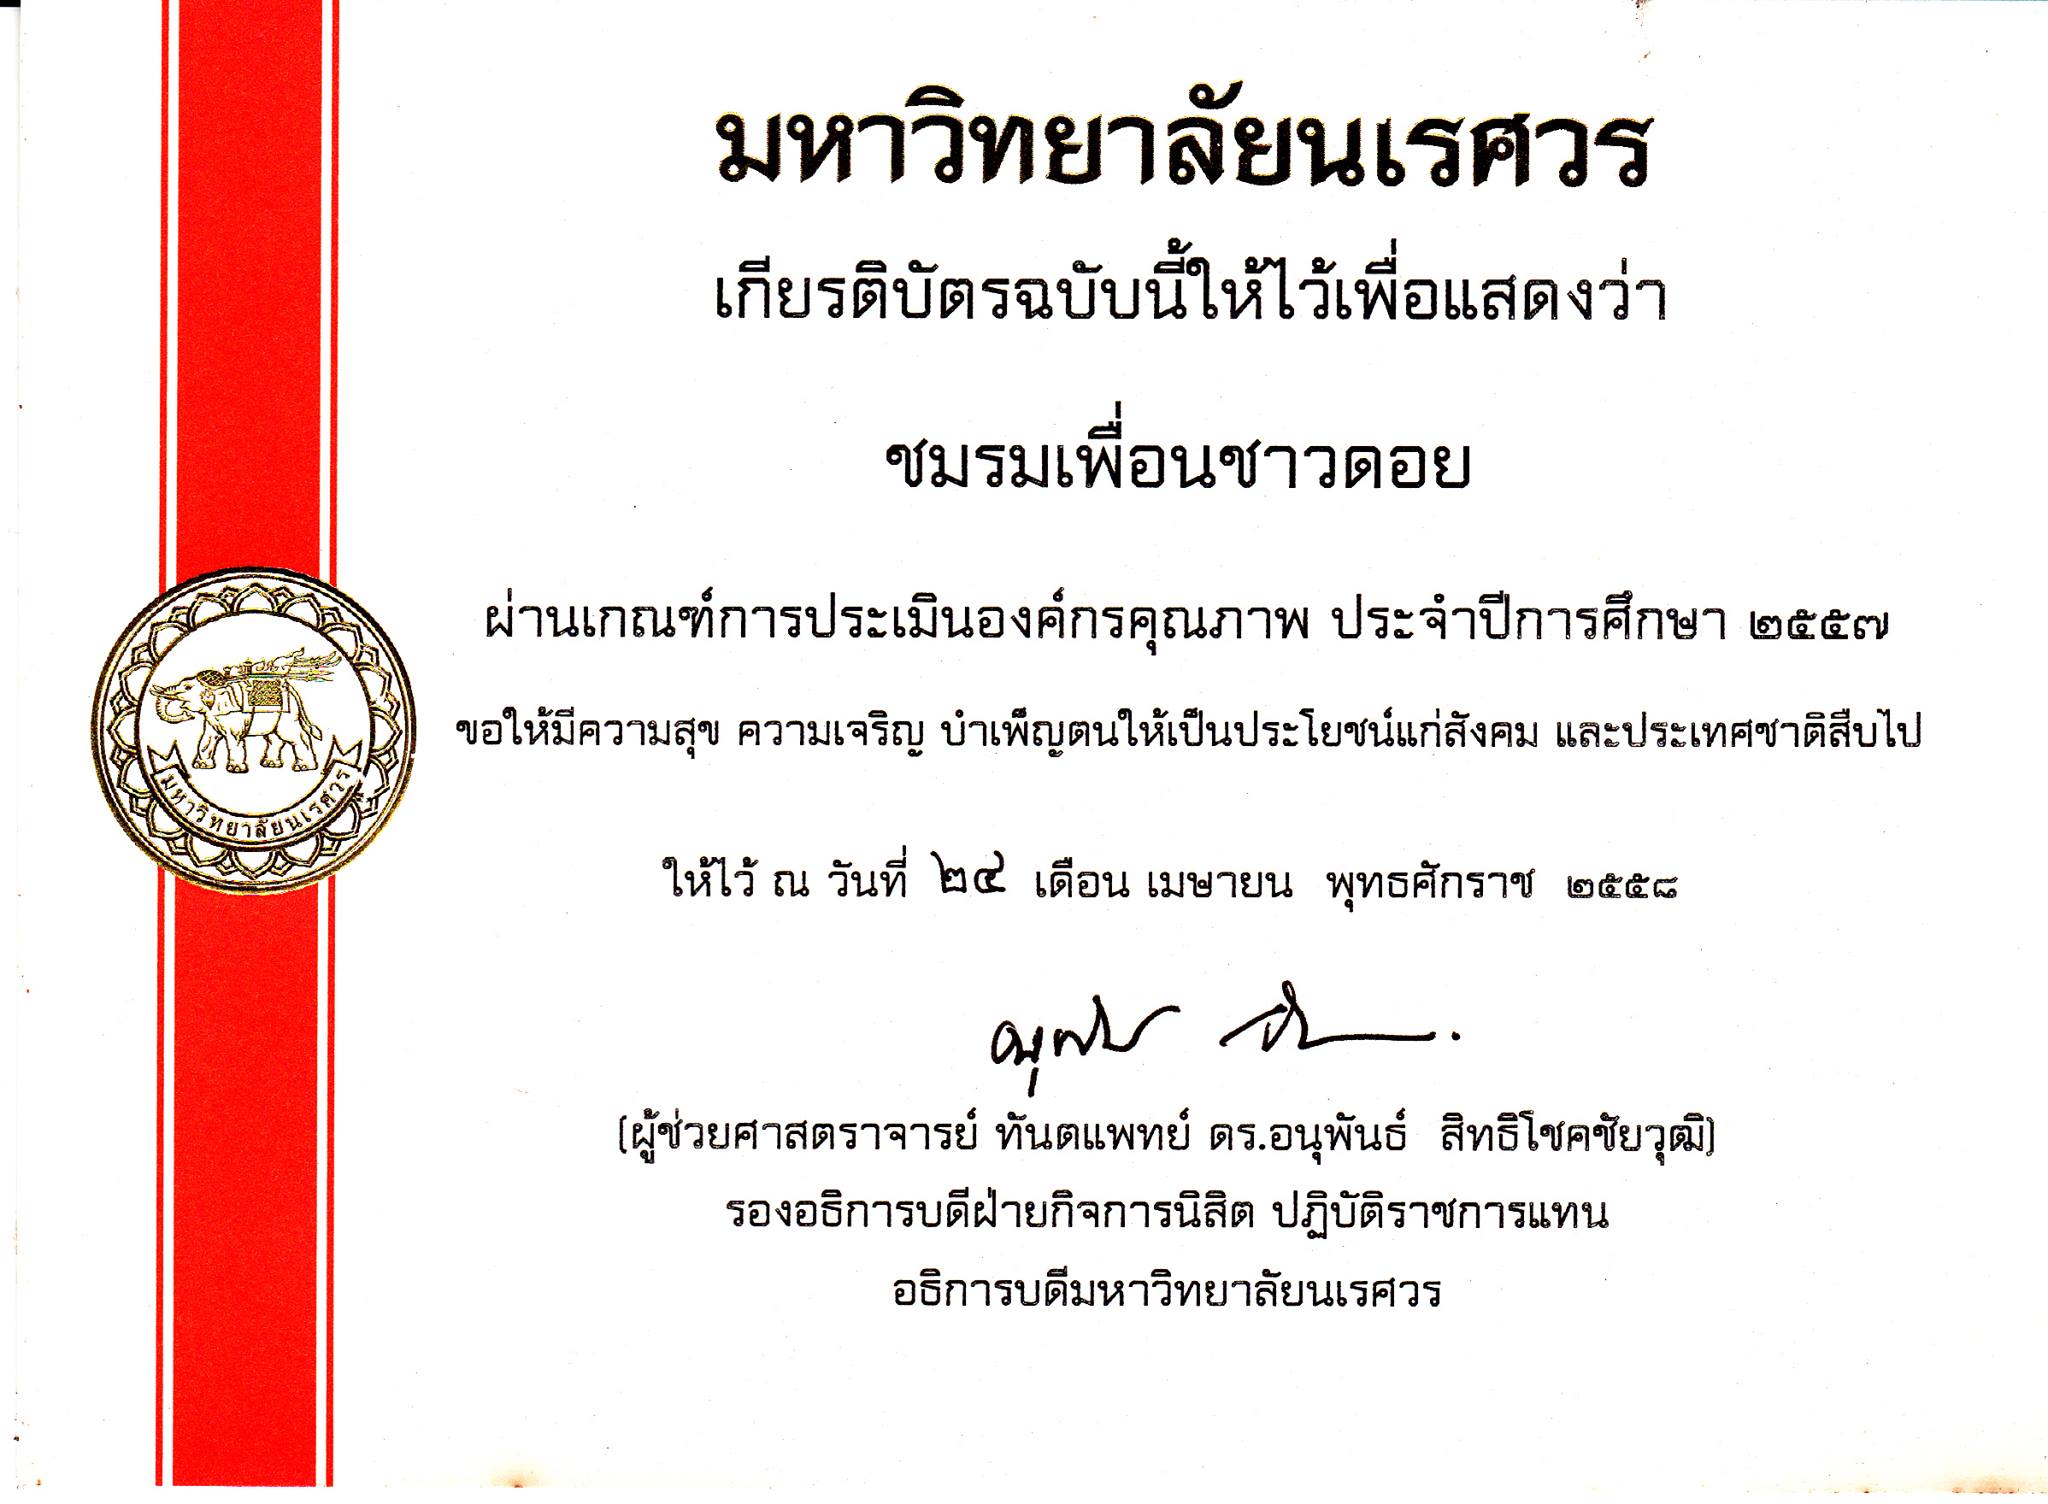 มหาวิทยาลัยนเรศวร
เกียรติบัตรฉบับนี้ให้ไว้เพื่อแสดงว่า
ชมรมเพื่อนชาวดอย
ผ่านเกณฑ์การประเมินองค์กรคุณภาพ ประจำปีการศึกษา ๒๕๕๗
ขอให้มีความสุข ความเจริญ บำเพ็ญตนให้เป็นประโยชน์แก่สังคม และประเทศชาติสืบไป
ให้ไว้ ณ วันที่ ๒๔ เดือน เมษายน พุทธศักราช ๒๕๕๘
(ผู้ช่วยศาสตราจารย์ ทันตแพทย์ ดร.อนุพันธ์ สิทธิโชคชัยวุฒิ)
รองอธิการบดีฝ่ายกิจการนิสิต ปฏิบัติราชการแทน
อธิการบดีมหาวิทยาลัยนเรศวร
มหาวิทยาลัยนเรศวร